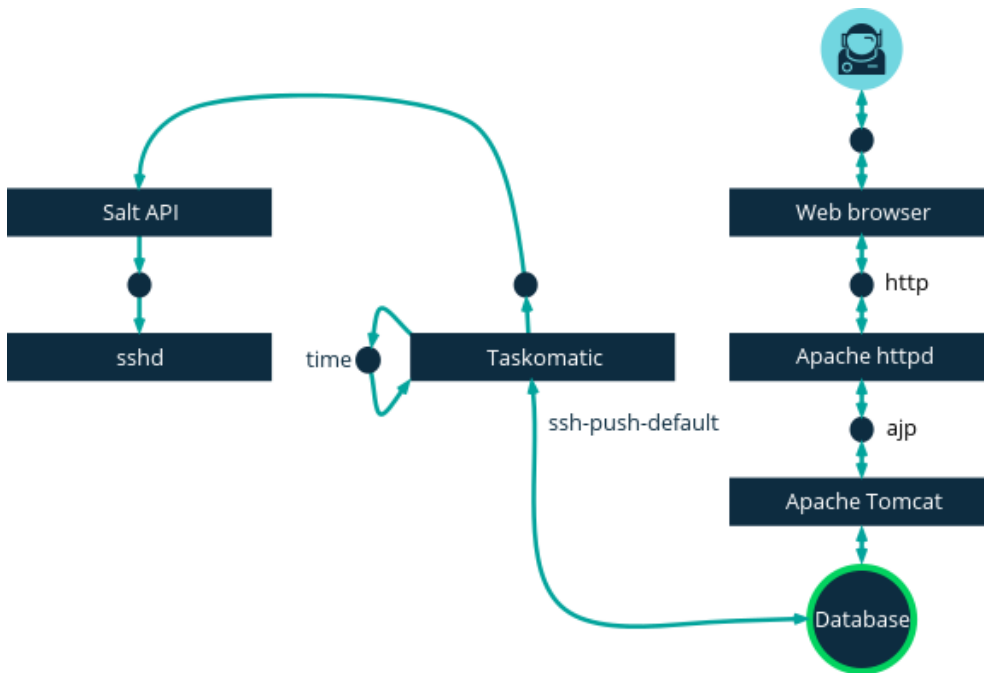 Salt API
Web browser
http
sshd
time
Taskomatic
Apache httpd
ssh-push-default
ajp
Apache Tomcat
Database